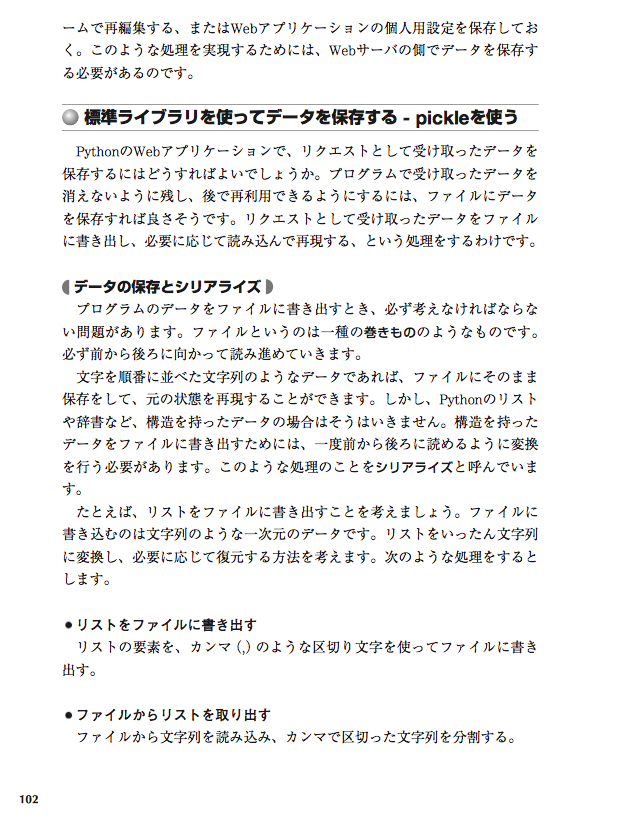 ームで再編集する、またはWebアプリケーションの個人用設定を保存してお
く。このような処理を実現するためには、Webサーバの側でデータを保存す
る必要があるのです。
標準ライブラリを使ってデータを保存する - pickleを使う
PythonのWebアプリケーションで、リクエストとして受け取ったデータを
保存するにはどうすればよいでしょうか。プログラムで受け取ったデータを
消えないように残し、後で再利用できるようにするには、ファイルにデータ
を保存すれば良さそうです。リクエストとして受け取ったデータをファイル
に書き出し、必要に応じて読み込んで再現する、という処理をするわけです。
データの保存とシリアライズ
プログラムのデータをファイルに書き出すとき、必ず考えなければならな
い問題があります。ファイルというのは一種の巻きもののようなものです。
必ず前から後ろに向かって読み進めていきます。
文字を順番に並べた文字列のようなデータであれば、ファイルにそのまま
保存をして、元の状態を再現することができます。しかし、Pythonのリスト
や辞書など、構造を持ったデータの場合はそうはいきません。構造を持った
データをファイルに書き出すためには、一度前から後ろに読めるように変換
を行う必要があります。このような処理のことをシリアライズと呼んでいま
す。
たとえば、リストをファイルに書き出すことを考えましょう。ファイルに
書き込むのは文字列のような一次元のデータです。リストをいったん文字列
に変換し、必要に応じて復元する方法を考えます。次のような処理をすると
します。
●リストをファイルに書き出す
リストの要素を、カンマ (,) のような区切り文字を使ってファイルに書き
出す。
●ファイルからリストを取り出す
ファイルから文字列を読み込み、カンマで区切った文字列を分割する。
102